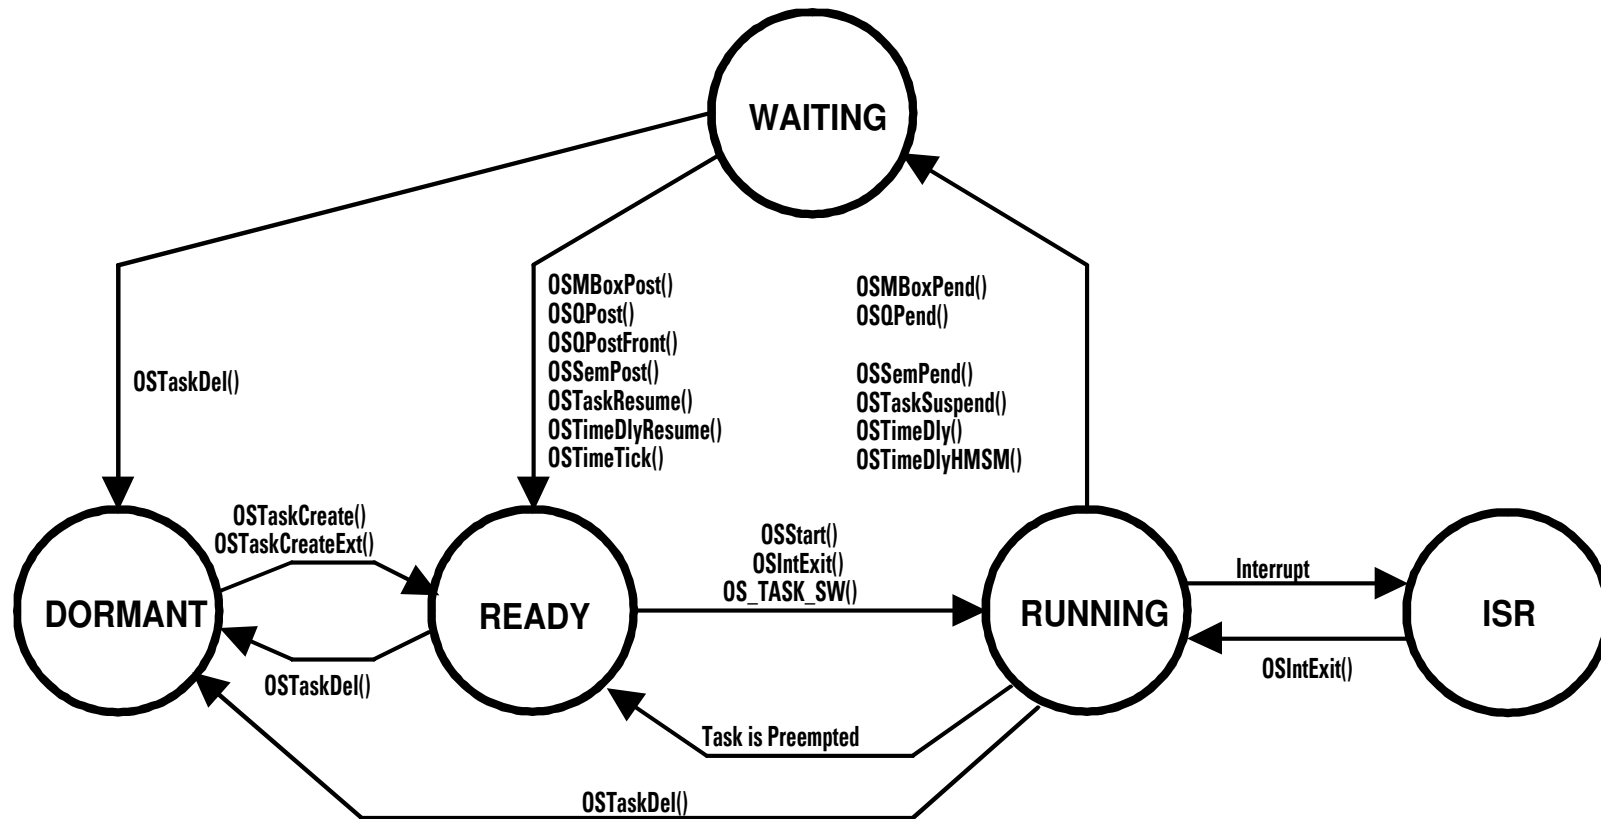 WAITING
OSMBoxPost()
OSQPost()
OSQPostFront()
OSSemPost()
OSTaskResume()
OSTimeDlyResume()
OSTimeTick()
OSMBoxPend()
OSQPend()
OSSemPend()
OSTaskSuspend()
OSTimeDly()
OSTimeDlyHMSM()
OSTaskDel()
OSTaskCreate()
OSTaskCreateExt()
OSStart()
OSIntExit()
OS_TASK_SW()
Interrupt
DORMANT
READY
RUNNING
ISR
OSTaskDel()
OSIntExit()
Task is Preempted
OSTaskDel()